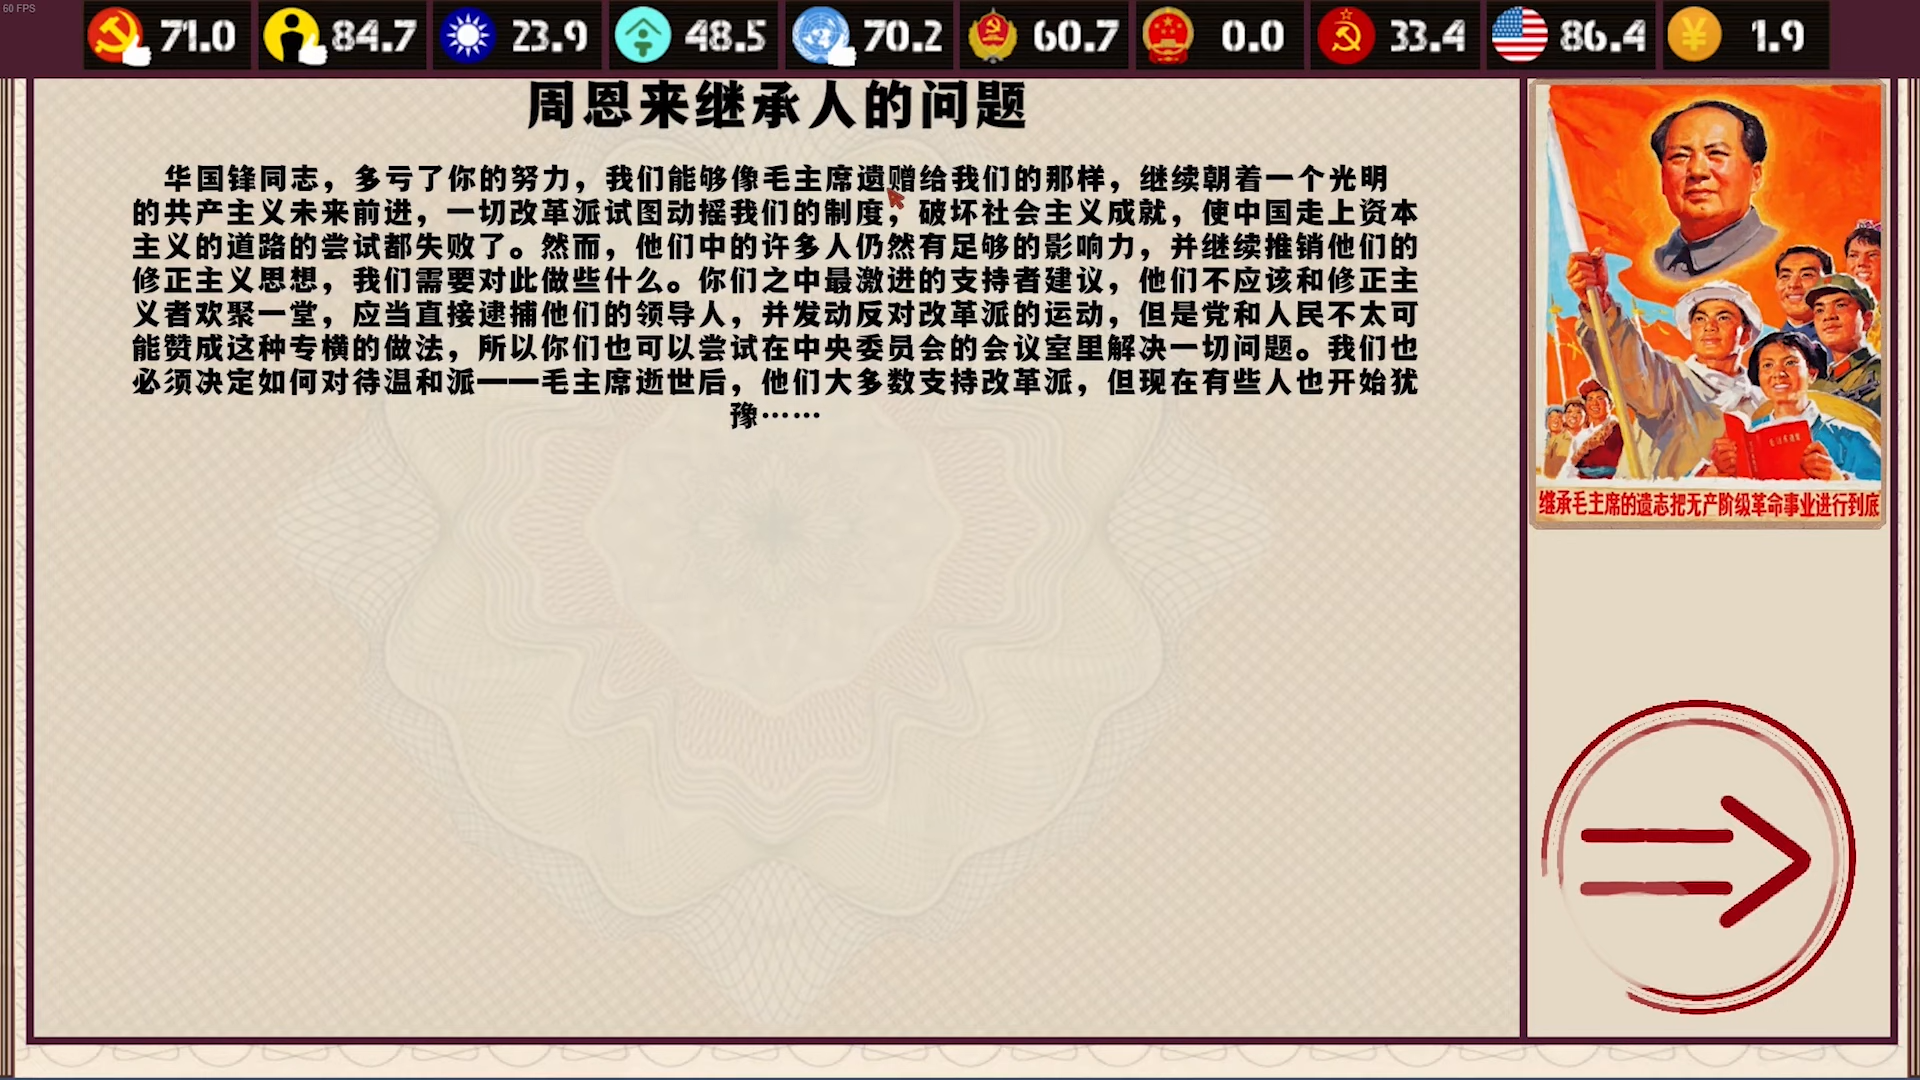 60 FPS
71.0 84.7 23.9 48.5 70.2 60.7 0.0 33.4 86.4 1.9
周恩来继承人的问题
华国锋同志，多亏了你的努力，我们能够像毛主席遗赠给我们的那样，继续朝着一个光明
的共产主义未来前进，一切改革派试图动摇我们的制度，破坏社会主义成就，使中国走上资本
主义的道路的尝试都失败了。然而，他们中的许多人仍然有足够的影响力，并继续推销他们的
修正主义思想，我们需要对此做些什么。你们之中最激进的支持者建议，他们不应该和修正主
义者欢聚一堂，应当直接逮捕他们的领导人，并发动反对改革派的运动，但是党和人民不太可
能赞成这种专横的做法，所以你们也可以尝试在中央委员会的会议室里解决一切问题。我们也
必须决定如何对待温和派——毛主席逝世后，他们大多数支持改革派，但现在有些人也开始犹
豫……
继承毛主席的遗志把无产阶级革命事业进行到底